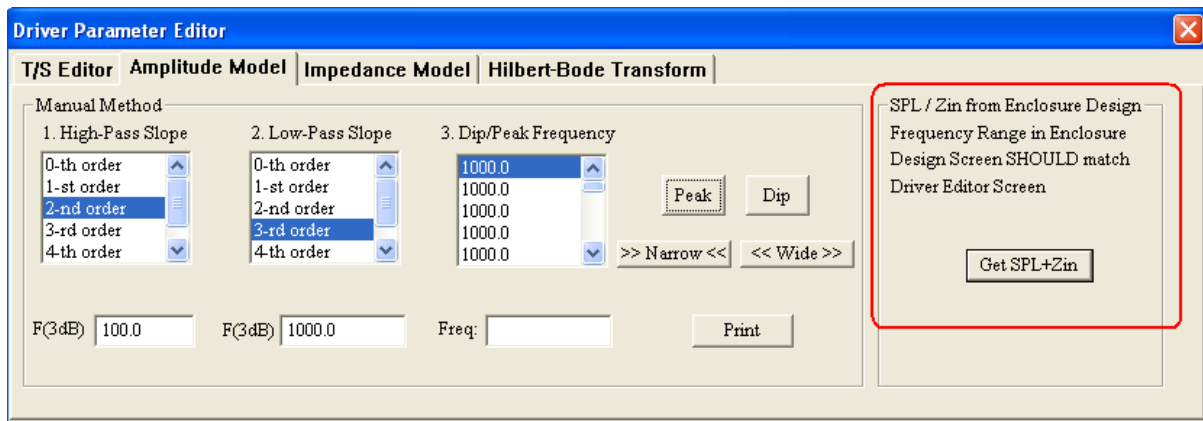 Driver Parameter Editor
T/S Editor Amplitude Model Impedance Model Hilbert-Bode Transform
Manual Method
1. High-Pass Slope 2. Low-Pass Slope 3. Dip/Peak Frequency
0-th order 0-th order 1000.0
1-st order 1-st order 1000.0
2-nd order 2-nd order 1000.0
3-rd order 3-rd order 1000.0
4-th order 4-th order 1000.0
Peak Dip
>> Narrow << << Wide >>
F(3dB) 100.0 F(3dB) 1000.0 Freq: Print
SPL / Zin from Enclosure Design
Frequency Range in Enclosure
Design Screen SHOULD match
Driver Editor Screen
Get SPL+Zin